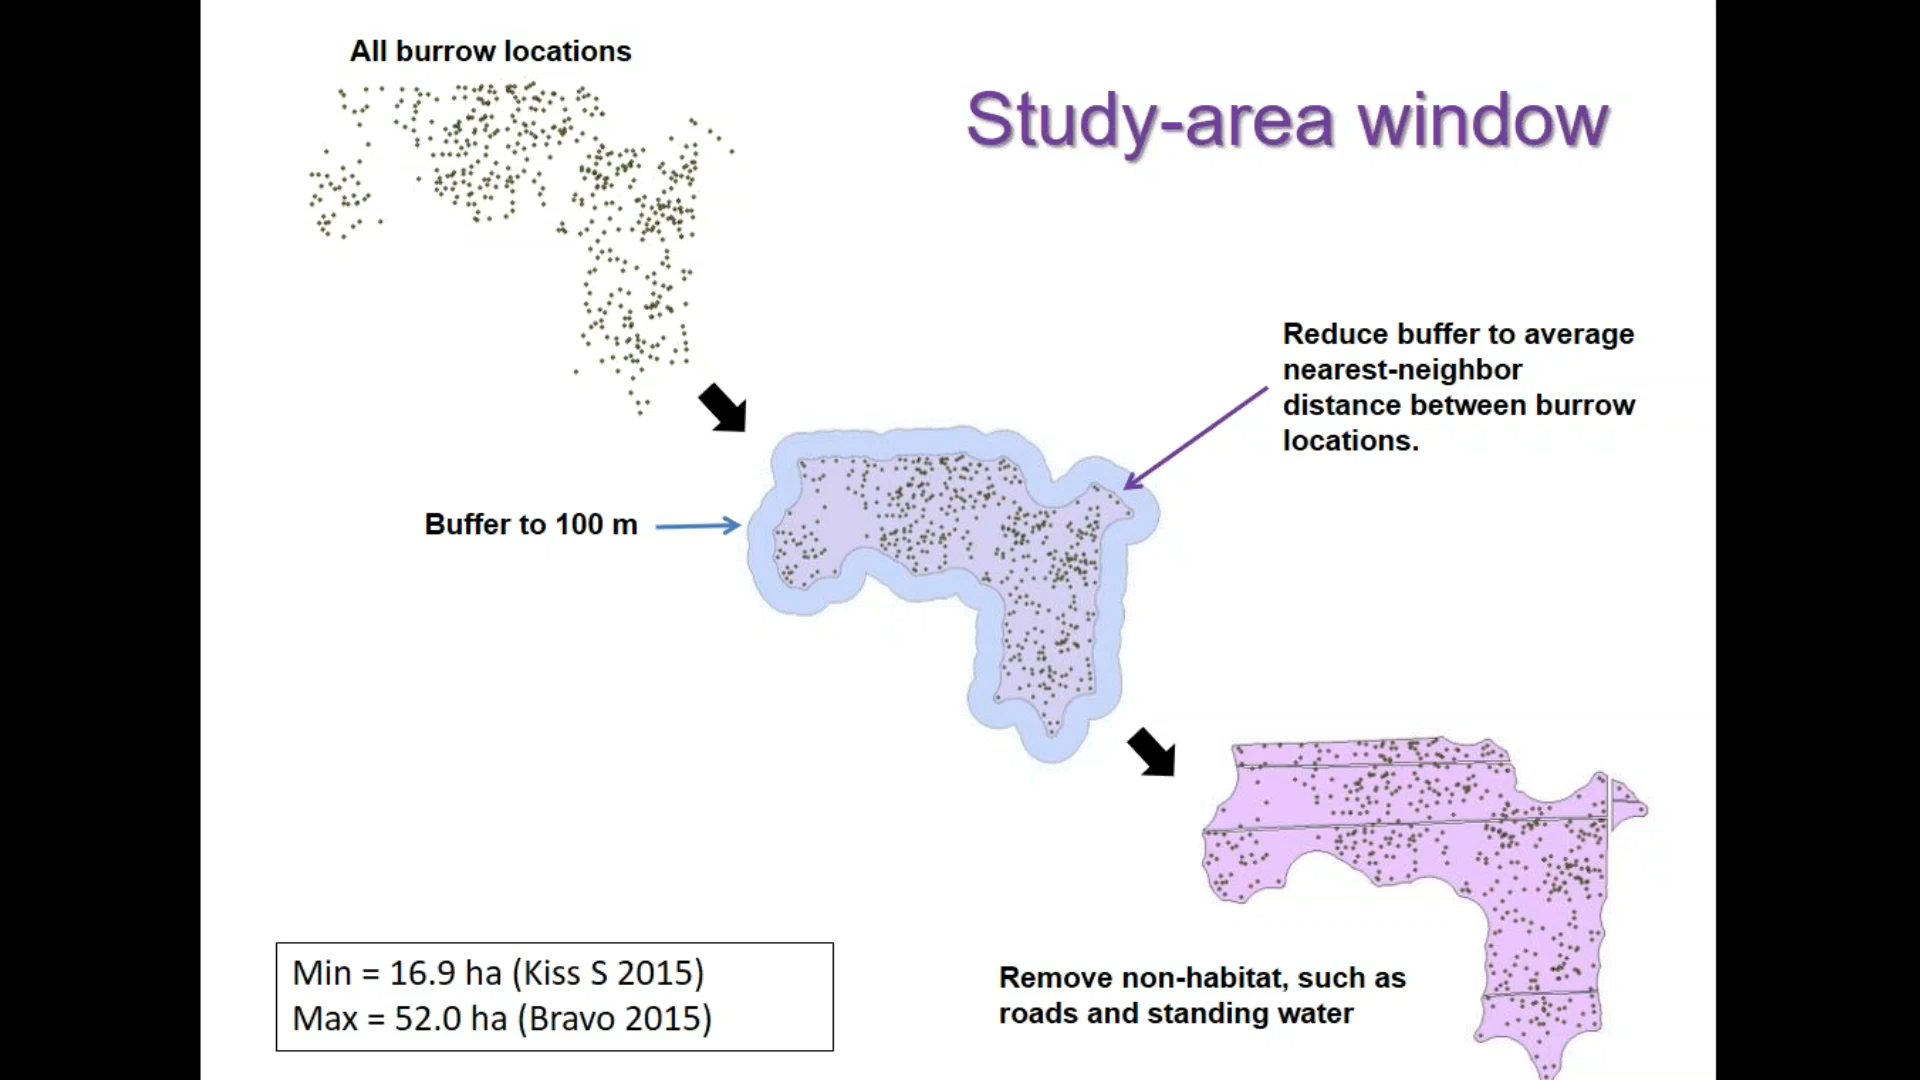 All burrow locations
Study-area window
Reduce buffer to average
nearest-neighbor
distance between burrow
locations.
Buffer to 100 m
Remove non-habitat, such as
roads and standing water
Min = 16.9 ha (Kiss S 2015)
Max = 52.0 ha (Bravo 2015)